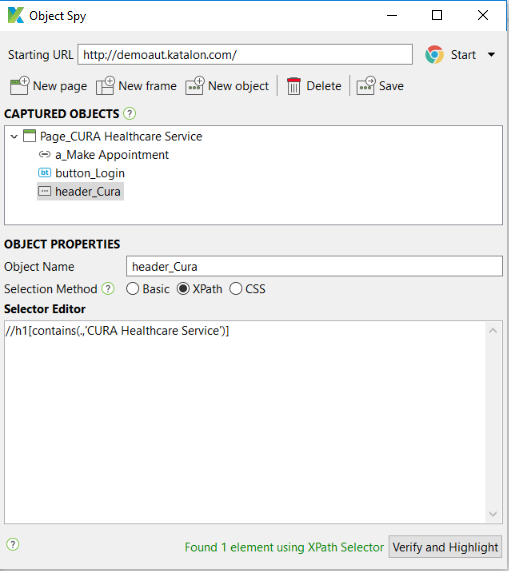 Object Spy
Starting URL http://demoaut.katalon.com/ Start
New page New frame New object Delete Save
CAPTURED OBJECTS ?
Page_CURA Healthcare Service
a_Make Appointment
bt button_Login
header_Cura
OBJECT PROPERTIES
Object Name header_Cura
Selection Method ? Basic XPath CSS
Selector Editor
//h1[contains(.,'CURA Healthcare Service')]
? Found 1 element using XPath Selector Verify and Highlight